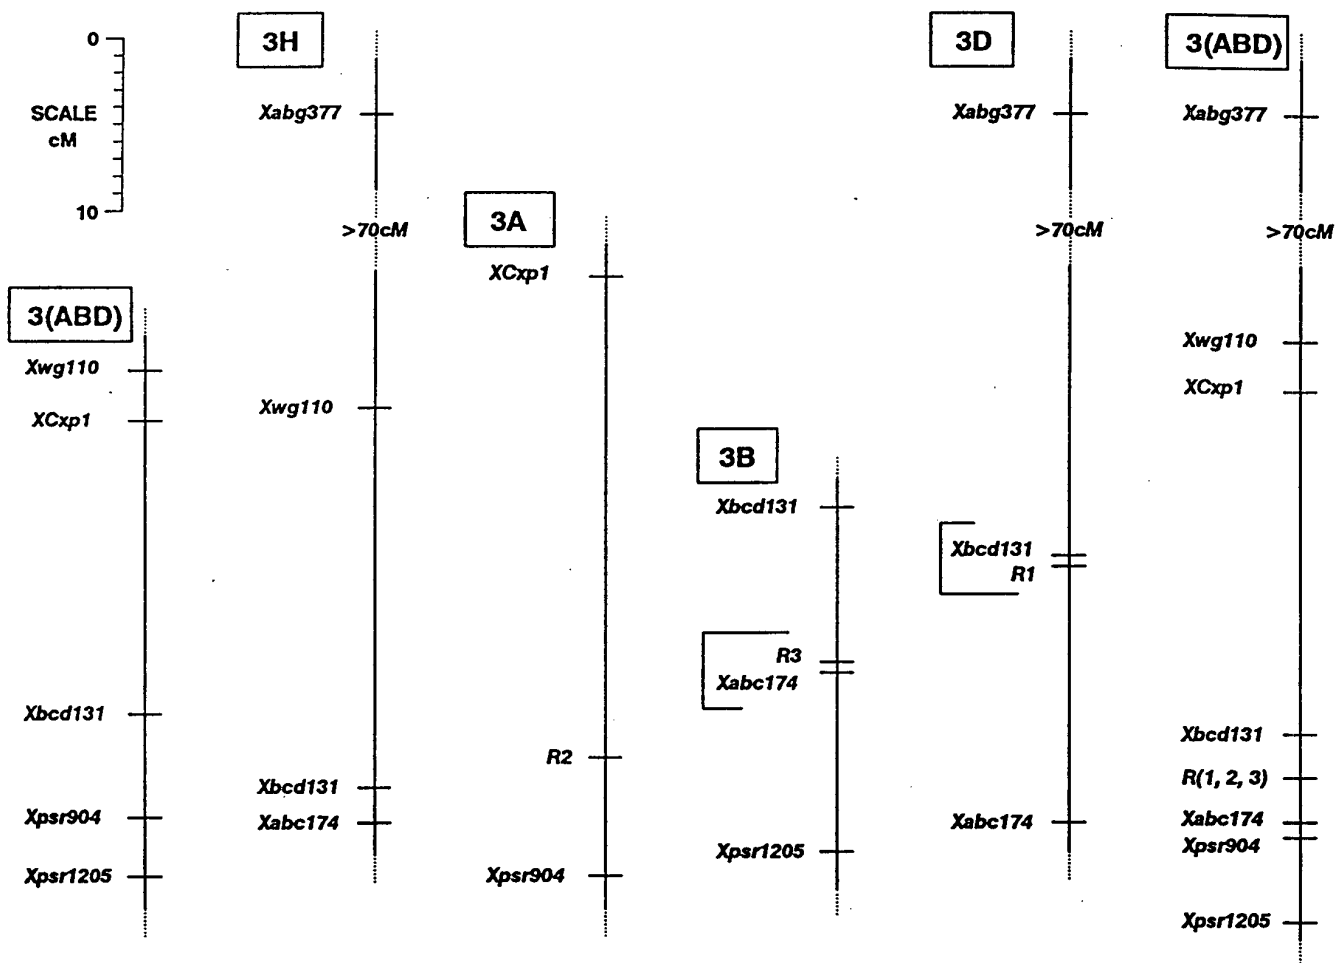 0
SCALE
cM
10
3(ABD)
Xwg110
XCxp1
Xbcd131
Xpsr904
Xpsr1205
3H
Xabg377
>70cM
Xwg110
Xbcd131
Xabc174
3A
XCxp1
R2
Xpsr904
3B
Xbcd131
R3
Xabc174
Xpsr1205
3D
Xabg377
>70cM
Xbcd131
R1
Xabc174
3(ABD)
Xabg377
>70cM
Xwg110
XCxp1
Xbcd131
R(1, 2, 3)
Xabc174
Xpsr904
Xpsr1205